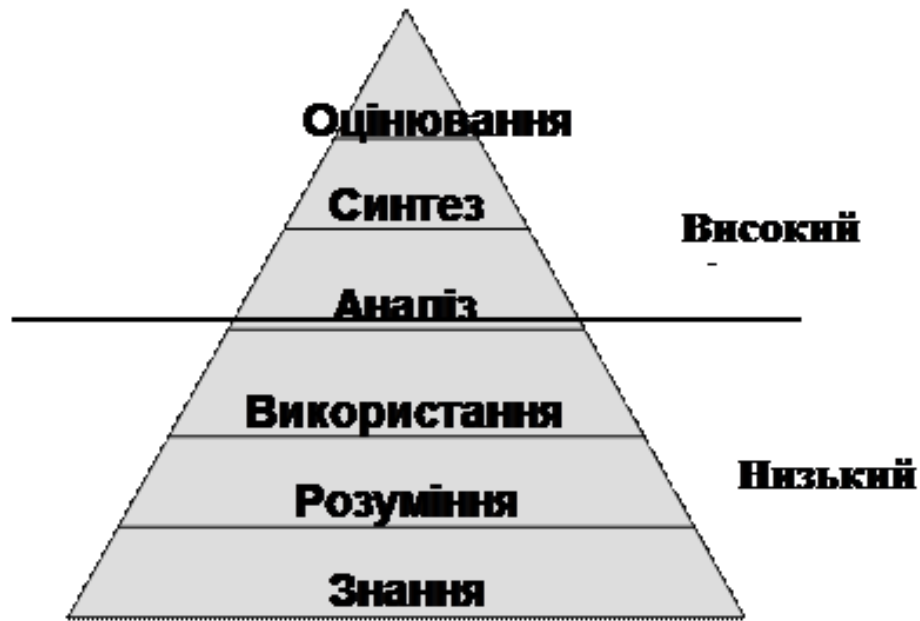 Оцінювання
Синтез
Високий
Аналіз
Використання
Низький
Розуміння
Знання